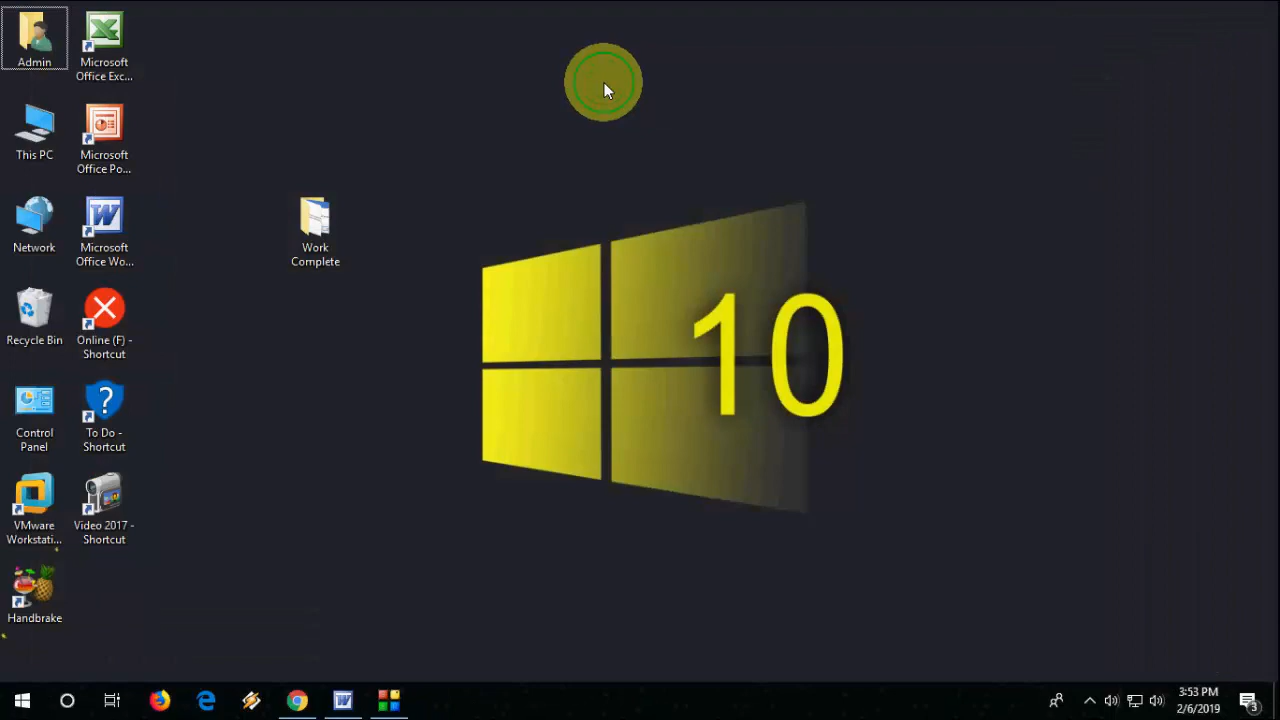 Admin
Microsoft
Office Exc...
This PC
Microsoft
Office Po...
Network
Microsoft
Office Wo...
Work
Complete
Recycle Bin
Online (F) -
Shortcut
Control
Panel
To Do -
Shortcut
VMware
Workstati...
Video 2017 -
Shortcut
Handbrake
10
3:53 PM
2/6/2019
3